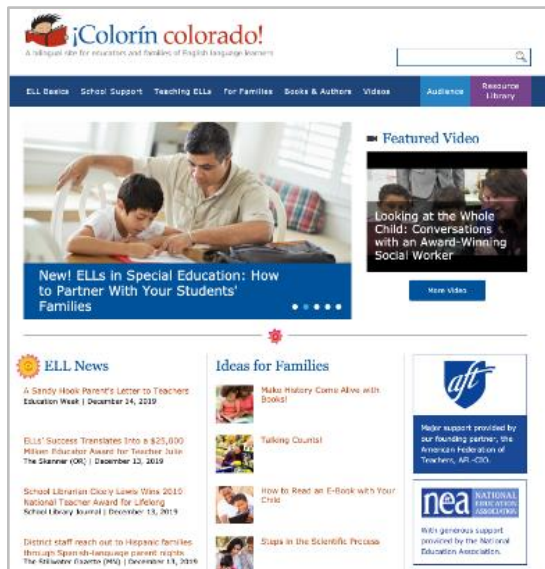 ¡Colorín colorado!
A bilingual site for educators and families of English language learners
ELL Basics School Support Teaching ELLs For Families Books & Authors Videos Audience Resource Library
New! ELLs in Special Education: How
to Partner With Your Students'
Families
Featured Video
Looking at the Whole
Child: Conversations
with an Award-Winning
Social Worker
More Video
ELL News
A Sandy Hook Parent's Letter to Teachers
Education Week | December 14, 2019
ELLs' Success Translates Into a $25,000
Milken Educator Award for Teacher Julie
The Skanner (OR) | December 13, 2019
School Librarian Cicely Lewis Wins 2019
National Teacher Award for Lifelong
School Library Journal | December 13, 2019
District staff reach out to Hispanic families
through Spanish-language parent nights
The Stillwater Gazette (MN) | December 13, 2019
Ideas for Families
Make History Come Alive with
Books!
Talking Counts!
How to Read an E-Book with Your
Child
Steps in the Scientific Process
aft
Major support provided by
our founding partner, the
American Federation of
Teachers, AFL-CIO.
nea NATIONAL
EDUCATION
ASSOCIATION
With generous support
provided by the National
Education Association.